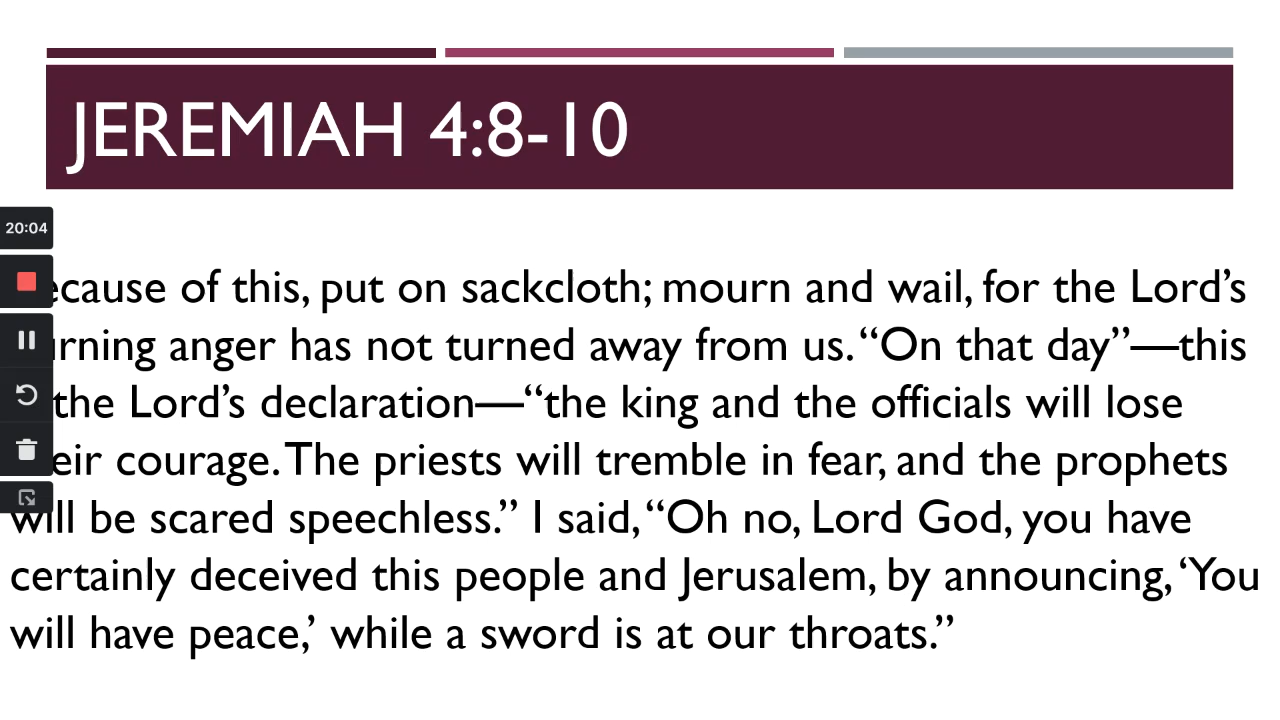 JEREMIAH 4:8-10
20:04
ecause of this, put on sackcloth; mourn and wail, for the Lord’s
urning anger has not turned away from us. “On that day”—this
the Lord’s declaration—“the king and the officials will lose
eir courage. The priests will tremble in fear, and the prophets
will be scared speechless.” I said, “Oh no, Lord God, you have
certainly deceived this people and Jerusalem, by announcing, ‘You
will have peace,’ while a sword is at our throats.”